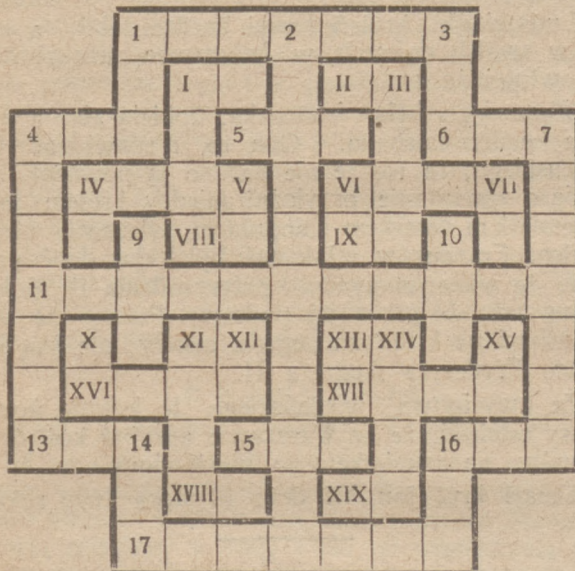 1 2 3
I II III
4 5 6 7
IV V VI VII
9 VIII IX 10
11
X XI XII XIII XIV XV
XVI XVII
13 14 15 16
XVIII XIX
17